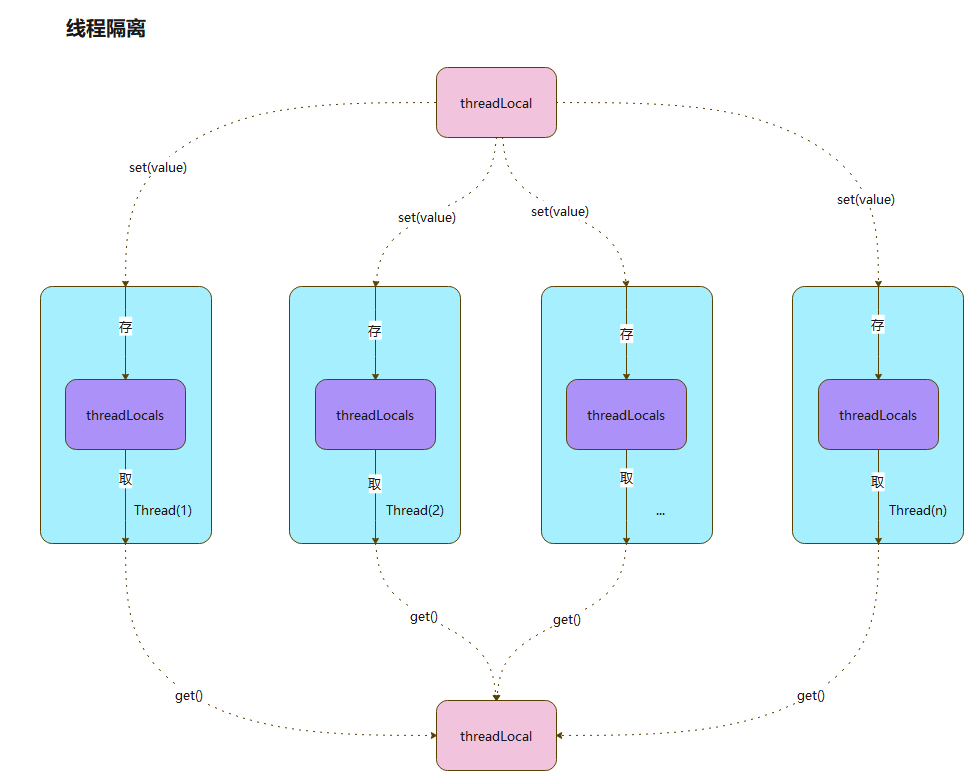 线程隔离
threadLocal
set(value)
set(value)
set(value)
set(value)
存
存
存
存
threadLocals
threadLocals
threadLocals
threadLocals
取
取
取
取
Thread(1)
Thread(2)
...
Thread(n)
get()
get()
get()
get()
threadLocal